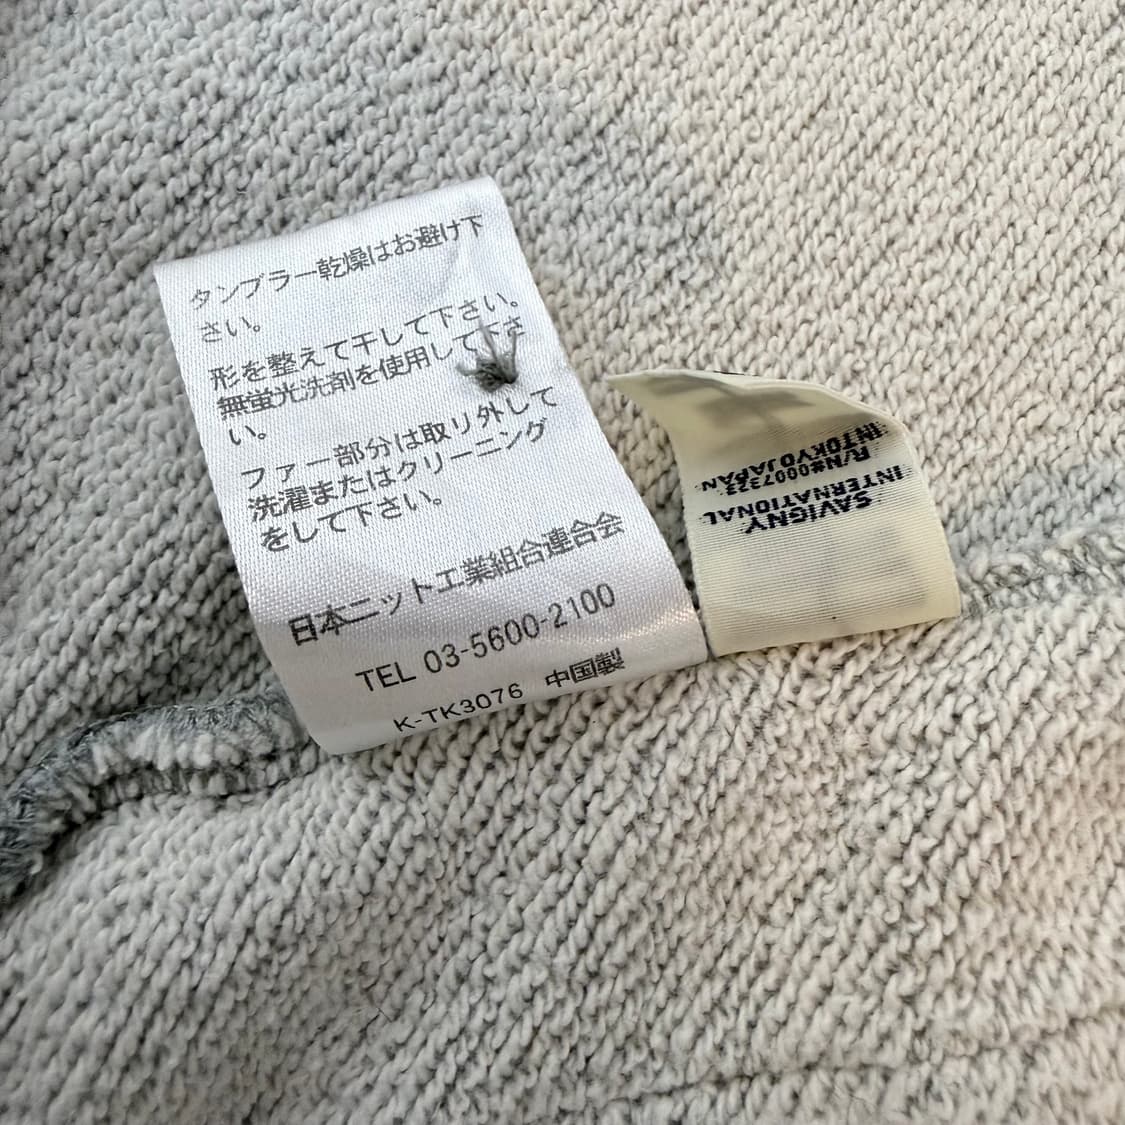 タンブラー乾燥はお避け下
さい。
形を整えて干して下さい。
無蛍光洗剤を使用して下さ
い。
ファー部分は取り外して
洗濯またはクリーニング
をして下さい。
日本ニット工業組合連合会
TEL 03-5600-2100
K-TK3076 中国製
SAVIGNY
INTERNATIONAL
R/N#0007373
INTOKYOJAPAN